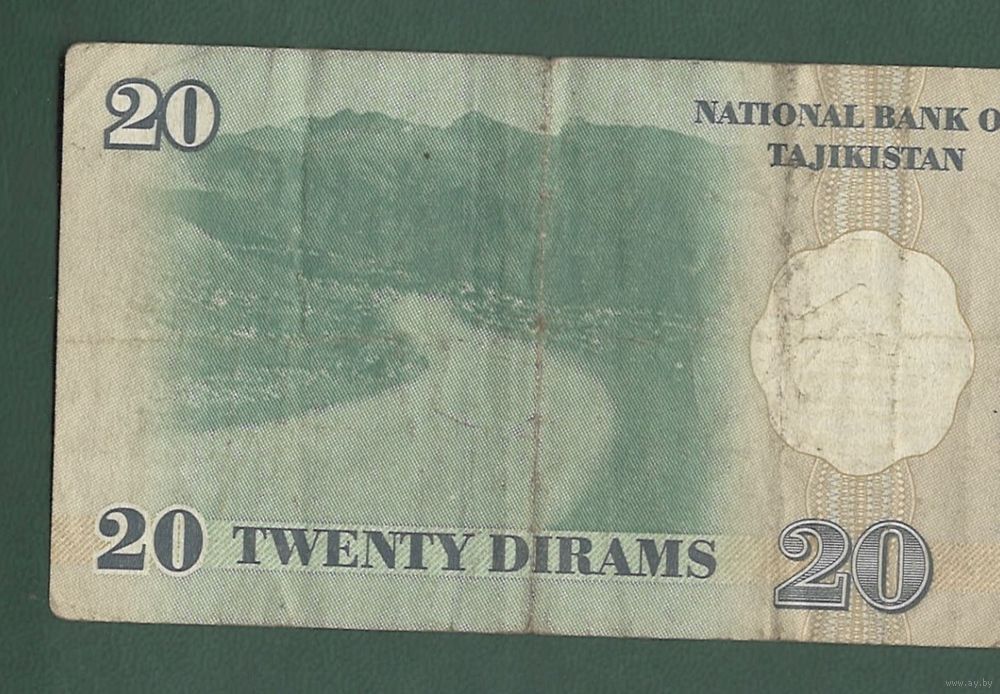 20
NATIONAL BANK O
TAJIKISTAN
20 TWENTY DIRAMS 20
www.ay.by